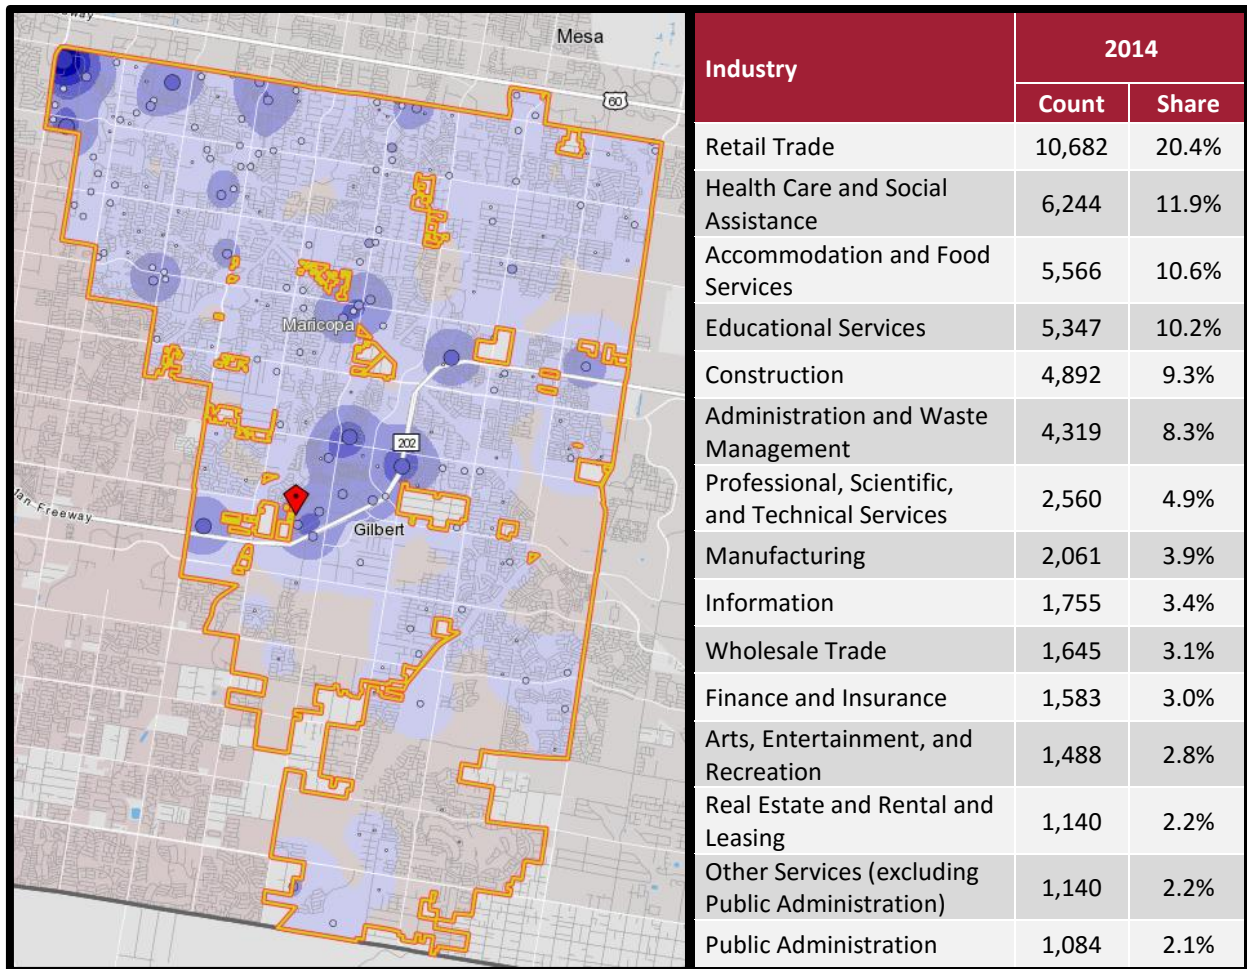 way
Mesa
60
Maricopa
202
Gilbert
tan Freeway
Industry
2014
Count Share
Retail Trade 10,682 20.4%
Health Care and Social
Assistance 6,244 11.9%
Accommodation and Food
Services 5,566 10.6%
Educational Services 5,347 10.2%
Construction 4,892 9.3%
Administration and Waste
Management 4,319 8.3%
Professional, Scientific,
and Technical Services 2,560 4.9%
Manufacturing 2,061 3.9%
Information 1,755 3.4%
Wholesale Trade 1,645 3.1%
Finance and Insurance 1,583 3.0%
Arts, Entertainment, and
Recreation 1,488 2.8%
Real Estate and Rental and
Leasing 1,140 2.2%
Other Services (excluding
Public Administration) 1,140 2.2%
Public Administration 1,084 2.1%